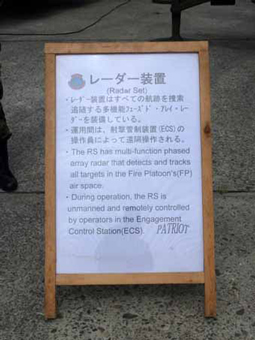 レーダー装置
(Radar Set)
・レーダー装置はすべての航跡を捜索
追随する多機能フェーズド・アレイ・レー
ダーを装備している。
・運用間は、射撃管制装置(ECS)の
操作員によって遠隔操作される。
・The RS has multi-function phased
array radar that detects and tracks
all targets in the Fire Platoon's(FP)
air space.
・During operation, the RS is
unmanned and remotely controlled
by operators in the Engagement
Control Station(ECS).
PATRIOT